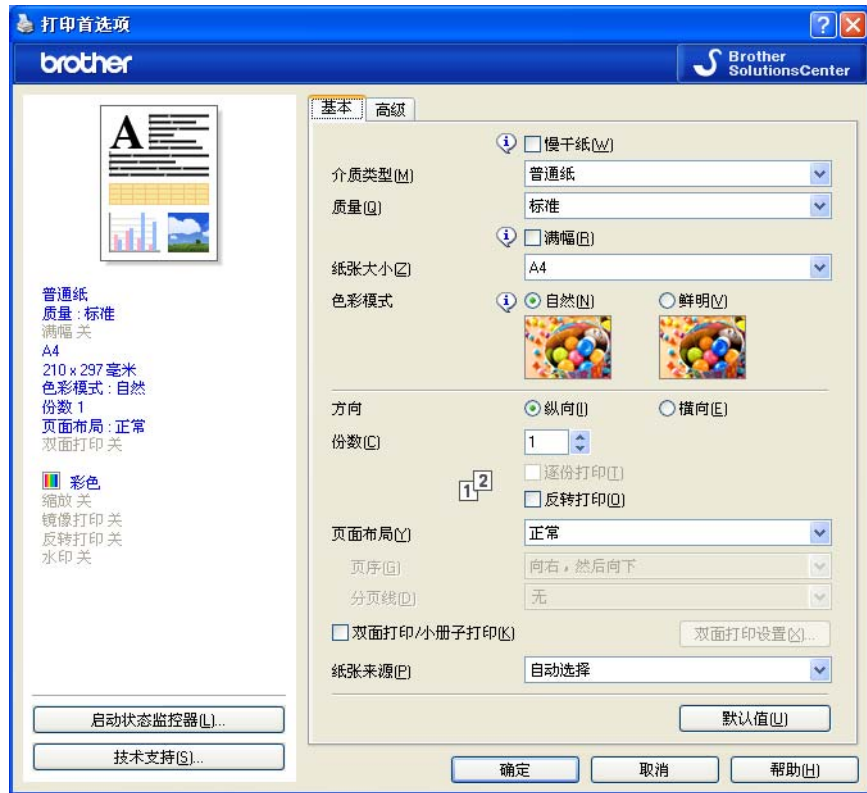 打印首选项
brother
Brother
SolutionsCenter
A
普通纸
质量 : 标准
满幅 关
A4
210 x 297 毫米
色彩模式 : 自然
份数 1
页面布局 : 正常
双面打印 关
彩色
缩放 关
镜像打印 关
反转打印 关
水印 关
启动状态监控器(L)...
技术支持(S)...
基本 高级
慢干纸(W)
介质类型(M) 普通纸
质量(Q) 标准
满幅(R)
纸张大小(Z) A4
色彩模式 自然(N) 鲜明(V)
方向 纵向(I) 横向(E)
份数(C) 1
逐份打印(T)
12
反转打印(O)
页面布局(Y) 正常
页序(G) 向右，然后向下
分页线(D) 无
双面打印/小册子打印(K) 双面打印设置(X)...
纸张来源(P) 自动选择
默认值(U)
确定 取消 帮助(H)